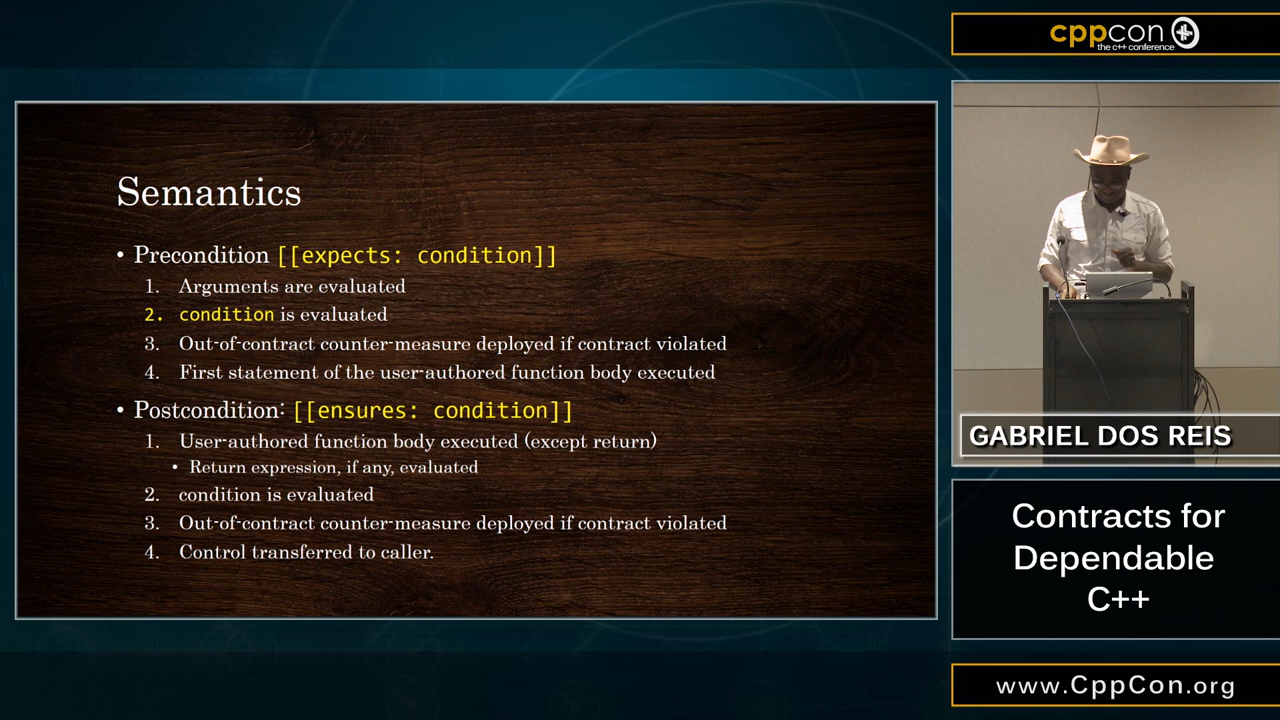 cppcon
the c++ conference
Semantics
• Precondition [[expects: condition]]
1. Arguments are evaluated
2. condition is evaluated
3. Out-of-contract counter-measure deployed if contract violated
4. First statement of the user-authored function body executed
• Postcondition: [[ensures: condition]]
1. User-authored function body executed (except return)
• Return expression, if any, evaluated
2. condition is evaluated
3. Out-of-contract counter-measure deployed if contract violated
4. Control transferred to caller.
GABRIEL DOS REIS
Contracts for
Dependable
C++
www.CppCon.org